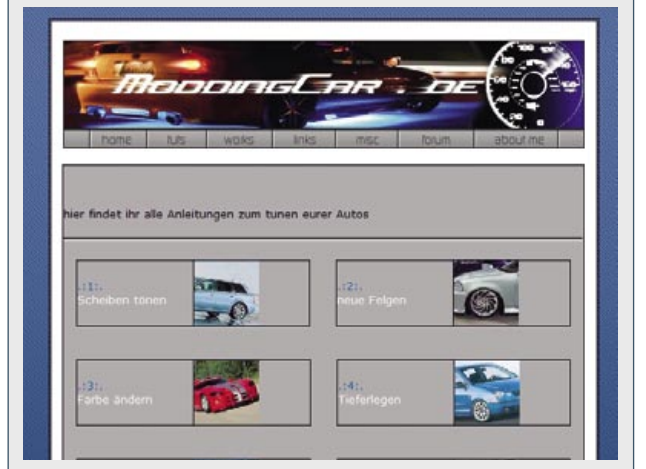 MODDINGCAR . DE
home tuts walks links misc forum about me
hier findet ihr alle Anleitungen zum tunen eurer Autos
.:1:.
Scheiben tönen
.:2:.
neue Felgen
.:3:.
Farbe ändern
.:4:.
Tieferlegen